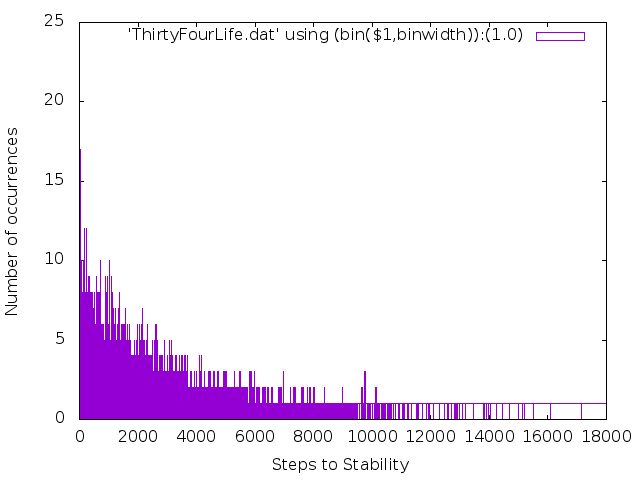 25
'ThirtyFourLife.dat' using (bin($1,binwidth)):(1.0)
20
15
10
5
0
Number of occurrences
0 2000 4000 6000 8000 10000 12000 14000 16000 18000
Steps to Stability